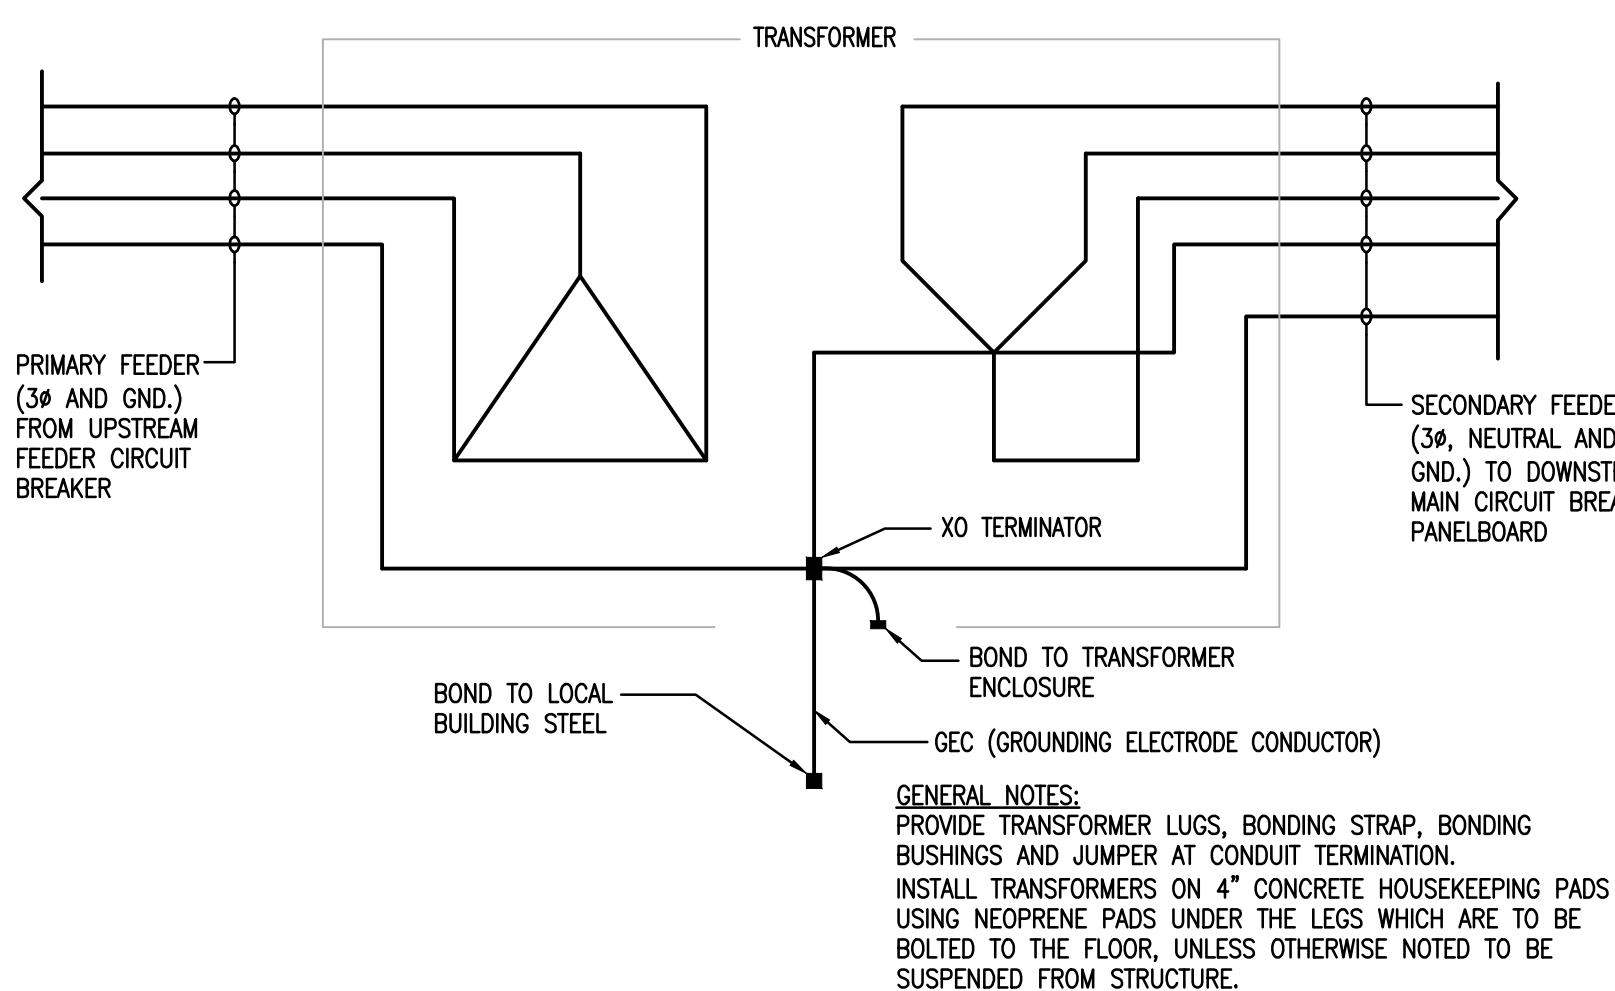 TRANSFORMER
PRIMARY FEEDER
(3ø AND GND.)
FROM UPSTREAM
FEEDER CIRCUIT
BREAKER
SECONDARY
(3ø, NEUTRAL AND
GND.) TO
MAIN CIRCUIT
PANELBOARD
XO TERMINATOR
BOND TO TRANSFORMER
ENCLOSURE
BOND TO LOCAL
BUILDING STEEL
GEC (GROUNDING ELECTRODE CONDUCTOR)
GENERAL NOTES:
PROVIDE TRANSFORMER LUGS, BONDING STRAP, BONDING
BUSHINGS AND JUMPER AT CONDUIT TERMINATION.
INSTALL TRANSFORMERS ON 4" CONCRETE HOUSEKEEPING PADS
USING NEOPRENE PADS UNDER THE LEGS WHICH ARE TO BE
BOLTED TO THE FLOOR, UNLESS OTHERWISE NOTED TO BE
SUSPENDED FROM STRUCTURE.